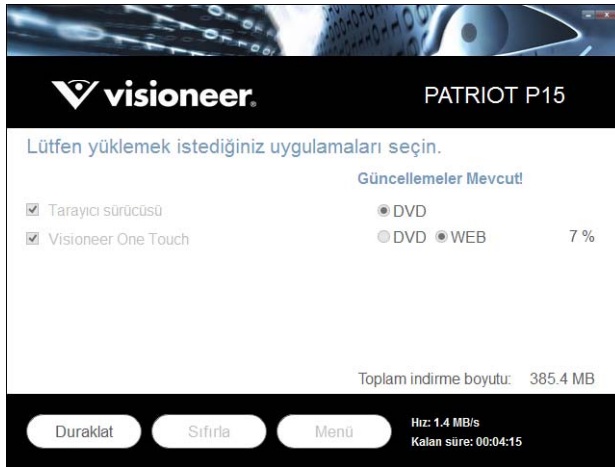 visioneer®
PATRIOT P15
Lütfen yüklemek istediğiniz uygulamaları seçin.
Güncellemeler Mevcut!
Tarayıcı sürücüsü DVD
Visioneer One Touch DVD WEB 7 %
Toplam indirme boyutu: 385.4 MB
Duraklat Sıfırla Menü
Hız: 1.4 MB/s
Kalan süre: 00:04:15